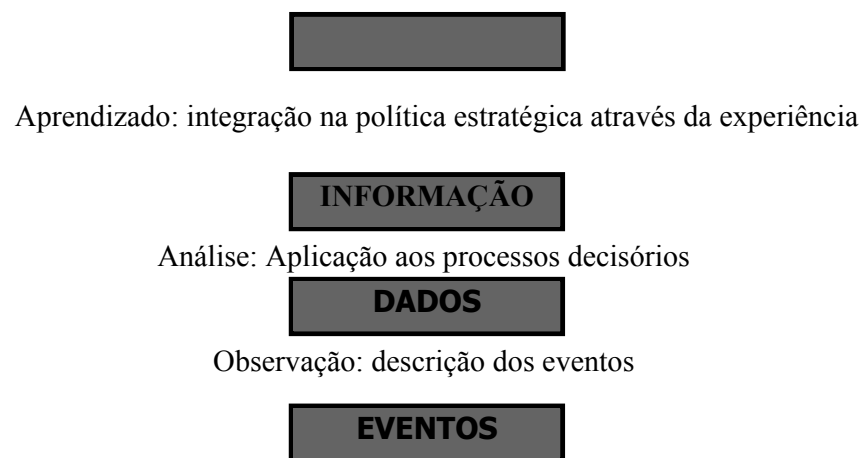 Aprendizado: integração na política estratégica através da experiência
INFORMAÇÃO
Análise: Aplicação aos processos decisórios
DADOS
Observação: descrição dos eventos
EVENTOS